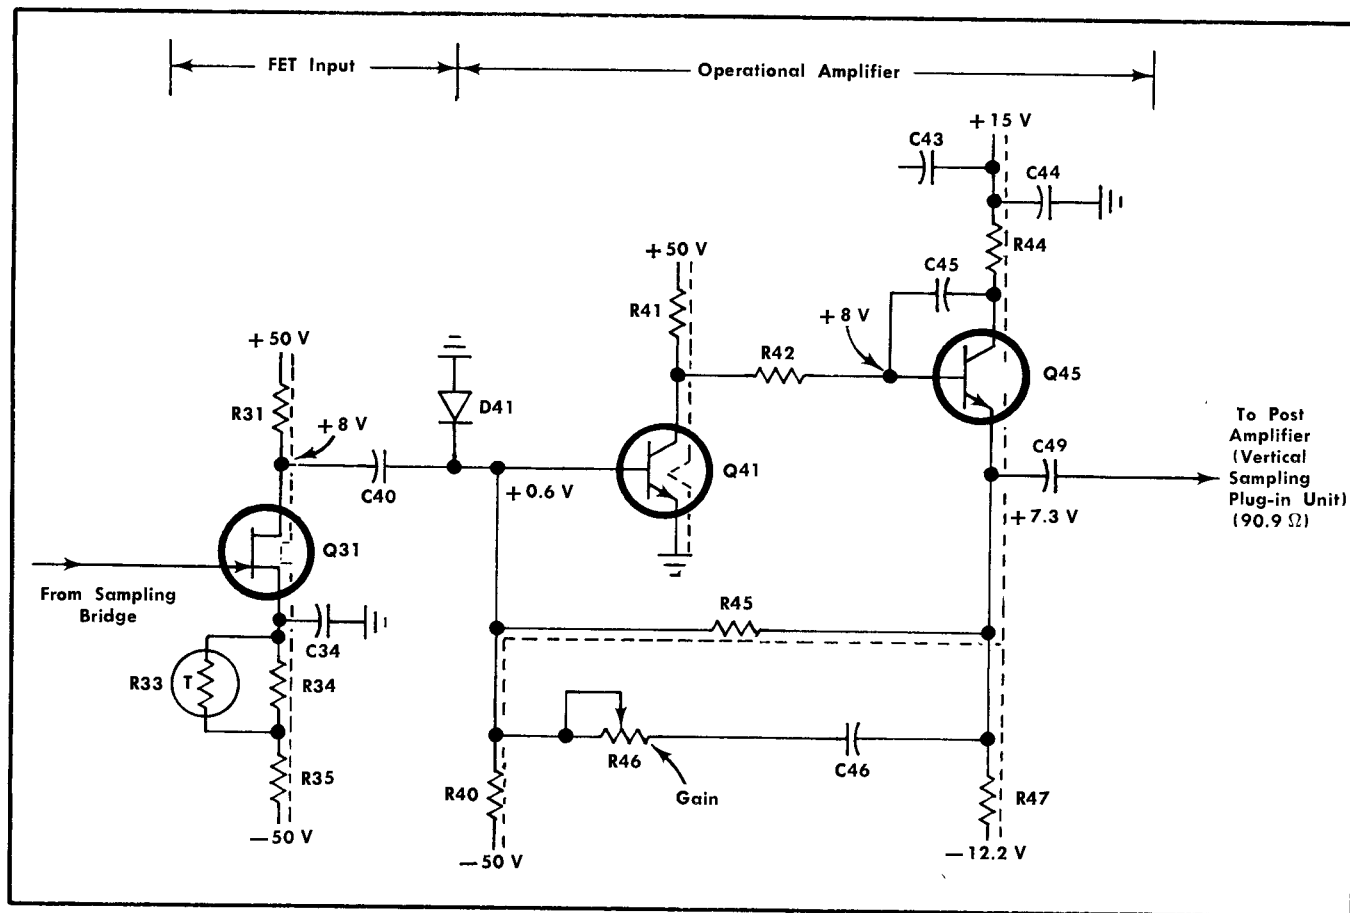 FET Input
Operational Amplifier
+15 V
C43
C44
R44
+50 V
C45
R41
+8 V
R42
Q45
+50 V
D41
R31
+8 V
To Post
Amplifier
(Vertical
Sampling
Plug-in Unit)
(90.9 Ω)
C49
C40
+0.6 V
Q41
+7.3 V
Q31
From Sampling
Bridge
R45
C34
R33
T
R34
R46
C46
R35
R40
Gain
R47
—50 V
—50 V
—12.2 V